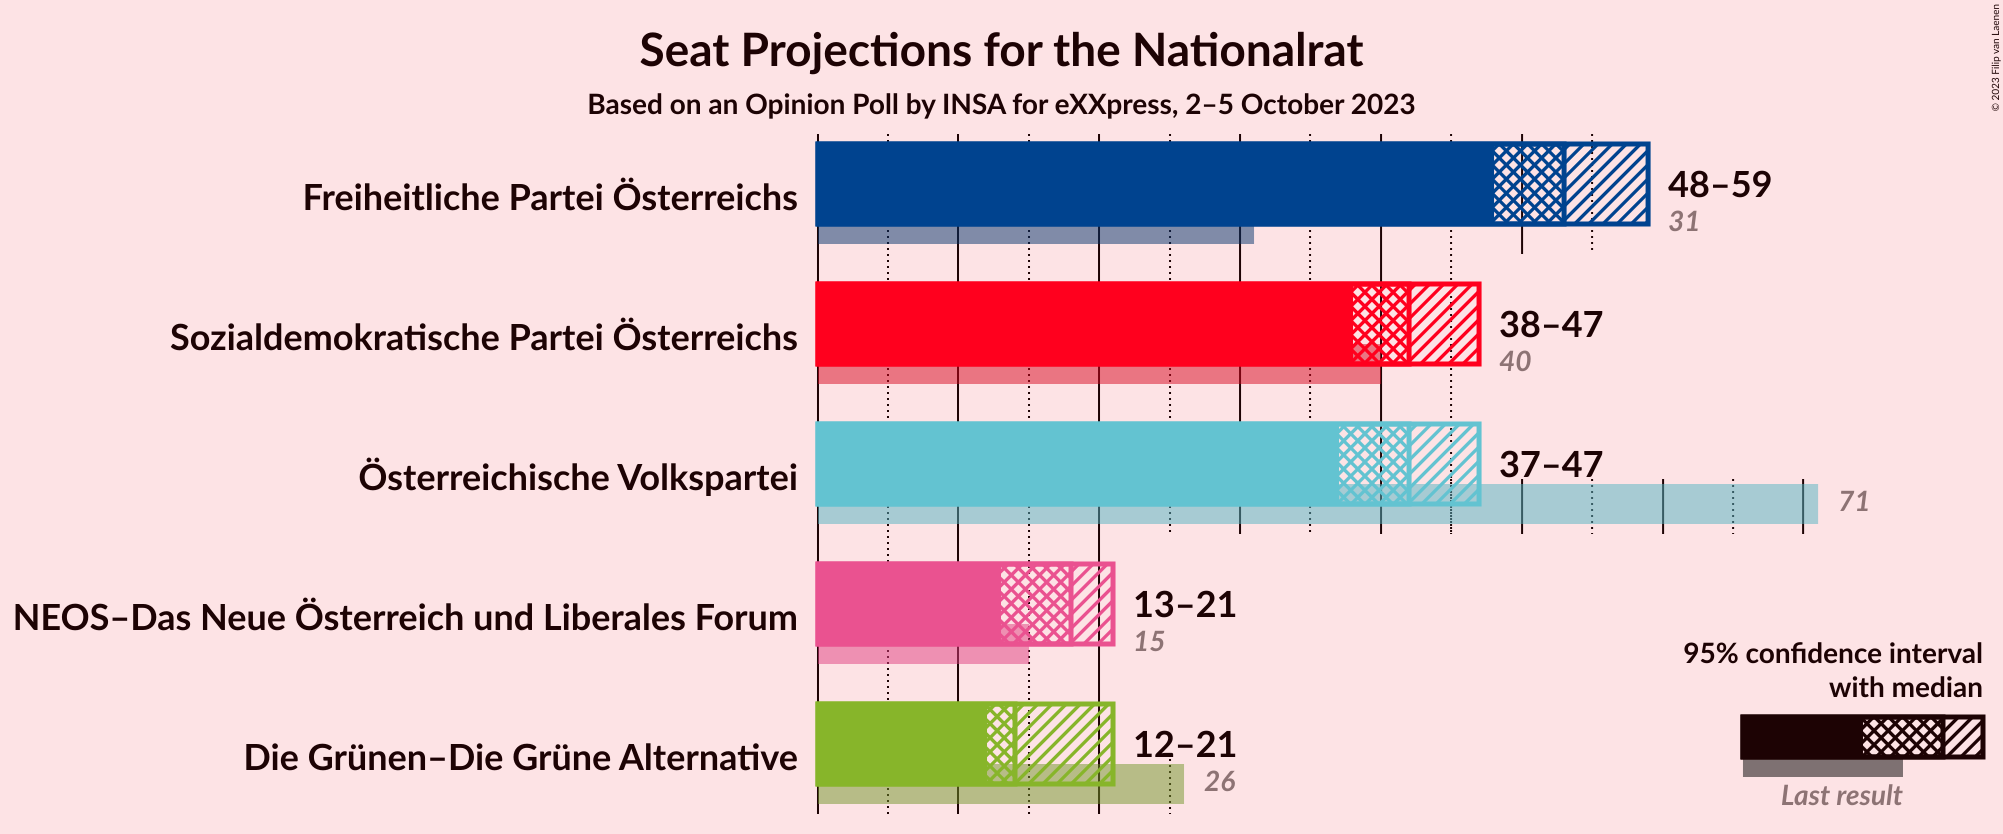 Seat Projections for the Nationalrat
Based on an Opinion Poll by INSA for eXXpress, 2–5 October 2023
© 2023 Filip van Laenen
Freiheitliche Partei Österreichs
48–59
31
Sozialdemokratische Partei Österreichs
38–47
40
Österreichische Volkspartei
37–47
71
NEOS–Das Neue Österreich und Liberales Forum
13–21
15
Die Grünen–Die Grüne Alternative
12–21
26
95% confidence interval
with median
Last result